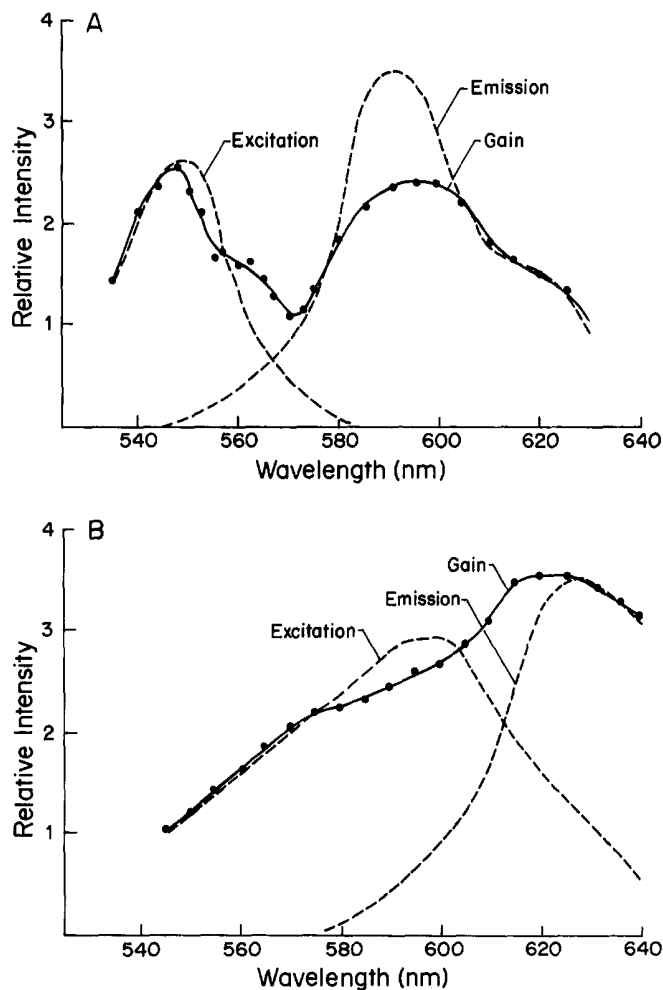 A
4
3
2
1
Relative Intensity
Excitation
Emission
Gain
540
560
580
600
620
640
Wavelength (nm)
B
4
3
2
1
Relative Intensity
Gain
Emission
Excitation
540
560
580
600
620
640
Wavelength (nm)